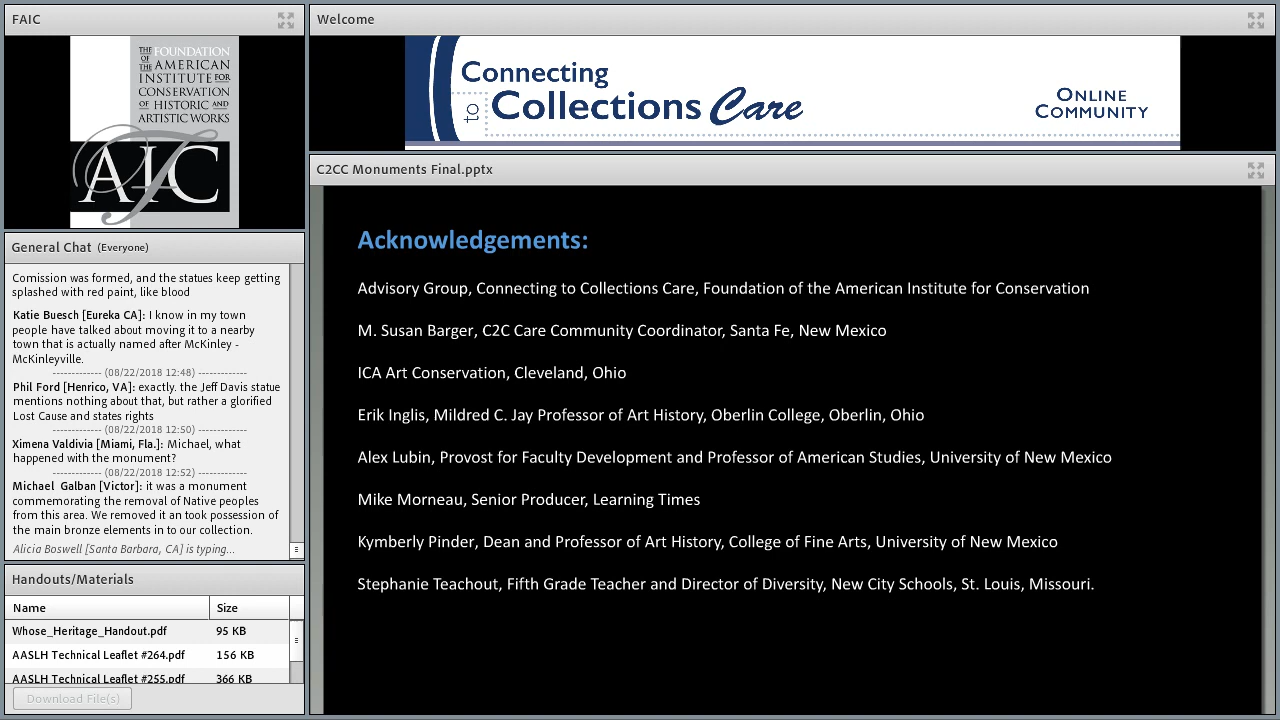 FAIC
THE FOUNDATION
OF THE AMERICAN
INSTITUTE FOR
CONSERVATION
OF HISTORIC AND
ARTISTIC WORKS
AIC
General Chat (Everyone)
Comission was formed, and the statues keep getting
splashed with red paint, like blood
Katie Buesch [Eureka CA]: I know in my town
people have talked about moving it to a nearby
town that is actually named after McKinley -
McKinleyville.
------------- (08/22/2018 12:48) -------------
Phil Ford [Henrico, VA]: exactly. the Jeff Davis statue
mentions nothing about that, but rather a glorified
Lost Cause and states rights
------------- (08/22/2018 12:50) -------------
Ximena Valdivia [Miami, Fla.]: Michael, what
happened with the monument?
------------- (08/22/2018 12:52) -------------
Michael Galban [Victor]: it was a monument
commemorating the removal of Native peoples
from this area. We removed it an took possession of
the main bronze elements in to our collection.
Alicia Boswell [Santa Barbara, CA] is typing...
Handouts/Materials
Name Size
Whose_Heritage_Handout.pdf 95 KB
AASLH Technical Leaflet #264.pdf 156 KB
AASLH Technical Leaflet #255.pdf 366 KB
Download File(s)
Welcome
Connecting
to Collections Care
ONLINE
COMMUNITY
C2CC Monuments Final.pptx
Acknowledgements:
Advisory Group, Connecting to Collections Care, Foundation of the American Institute for Conservation
M. Susan Barger, C2C Care Community Coordinator, Santa Fe, New Mexico
ICA Art Conservation, Cleveland, Ohio
Erik Inglis, Mildred C. Jay Professor of Art History, Oberlin College, Oberlin, Ohio
Alex Lubin, Provost for Faculty Development and Professor of American Studies, University of New Mexico
Mike Morneau, Senior Producer, Learning Times
Kymberly Pinder, Dean and Professor of Art History, College of Fine Arts, University of New Mexico
Stephanie Teachout, Fifth Grade Teacher and Director of Diversity, New City Schools, St. Louis, Missouri.